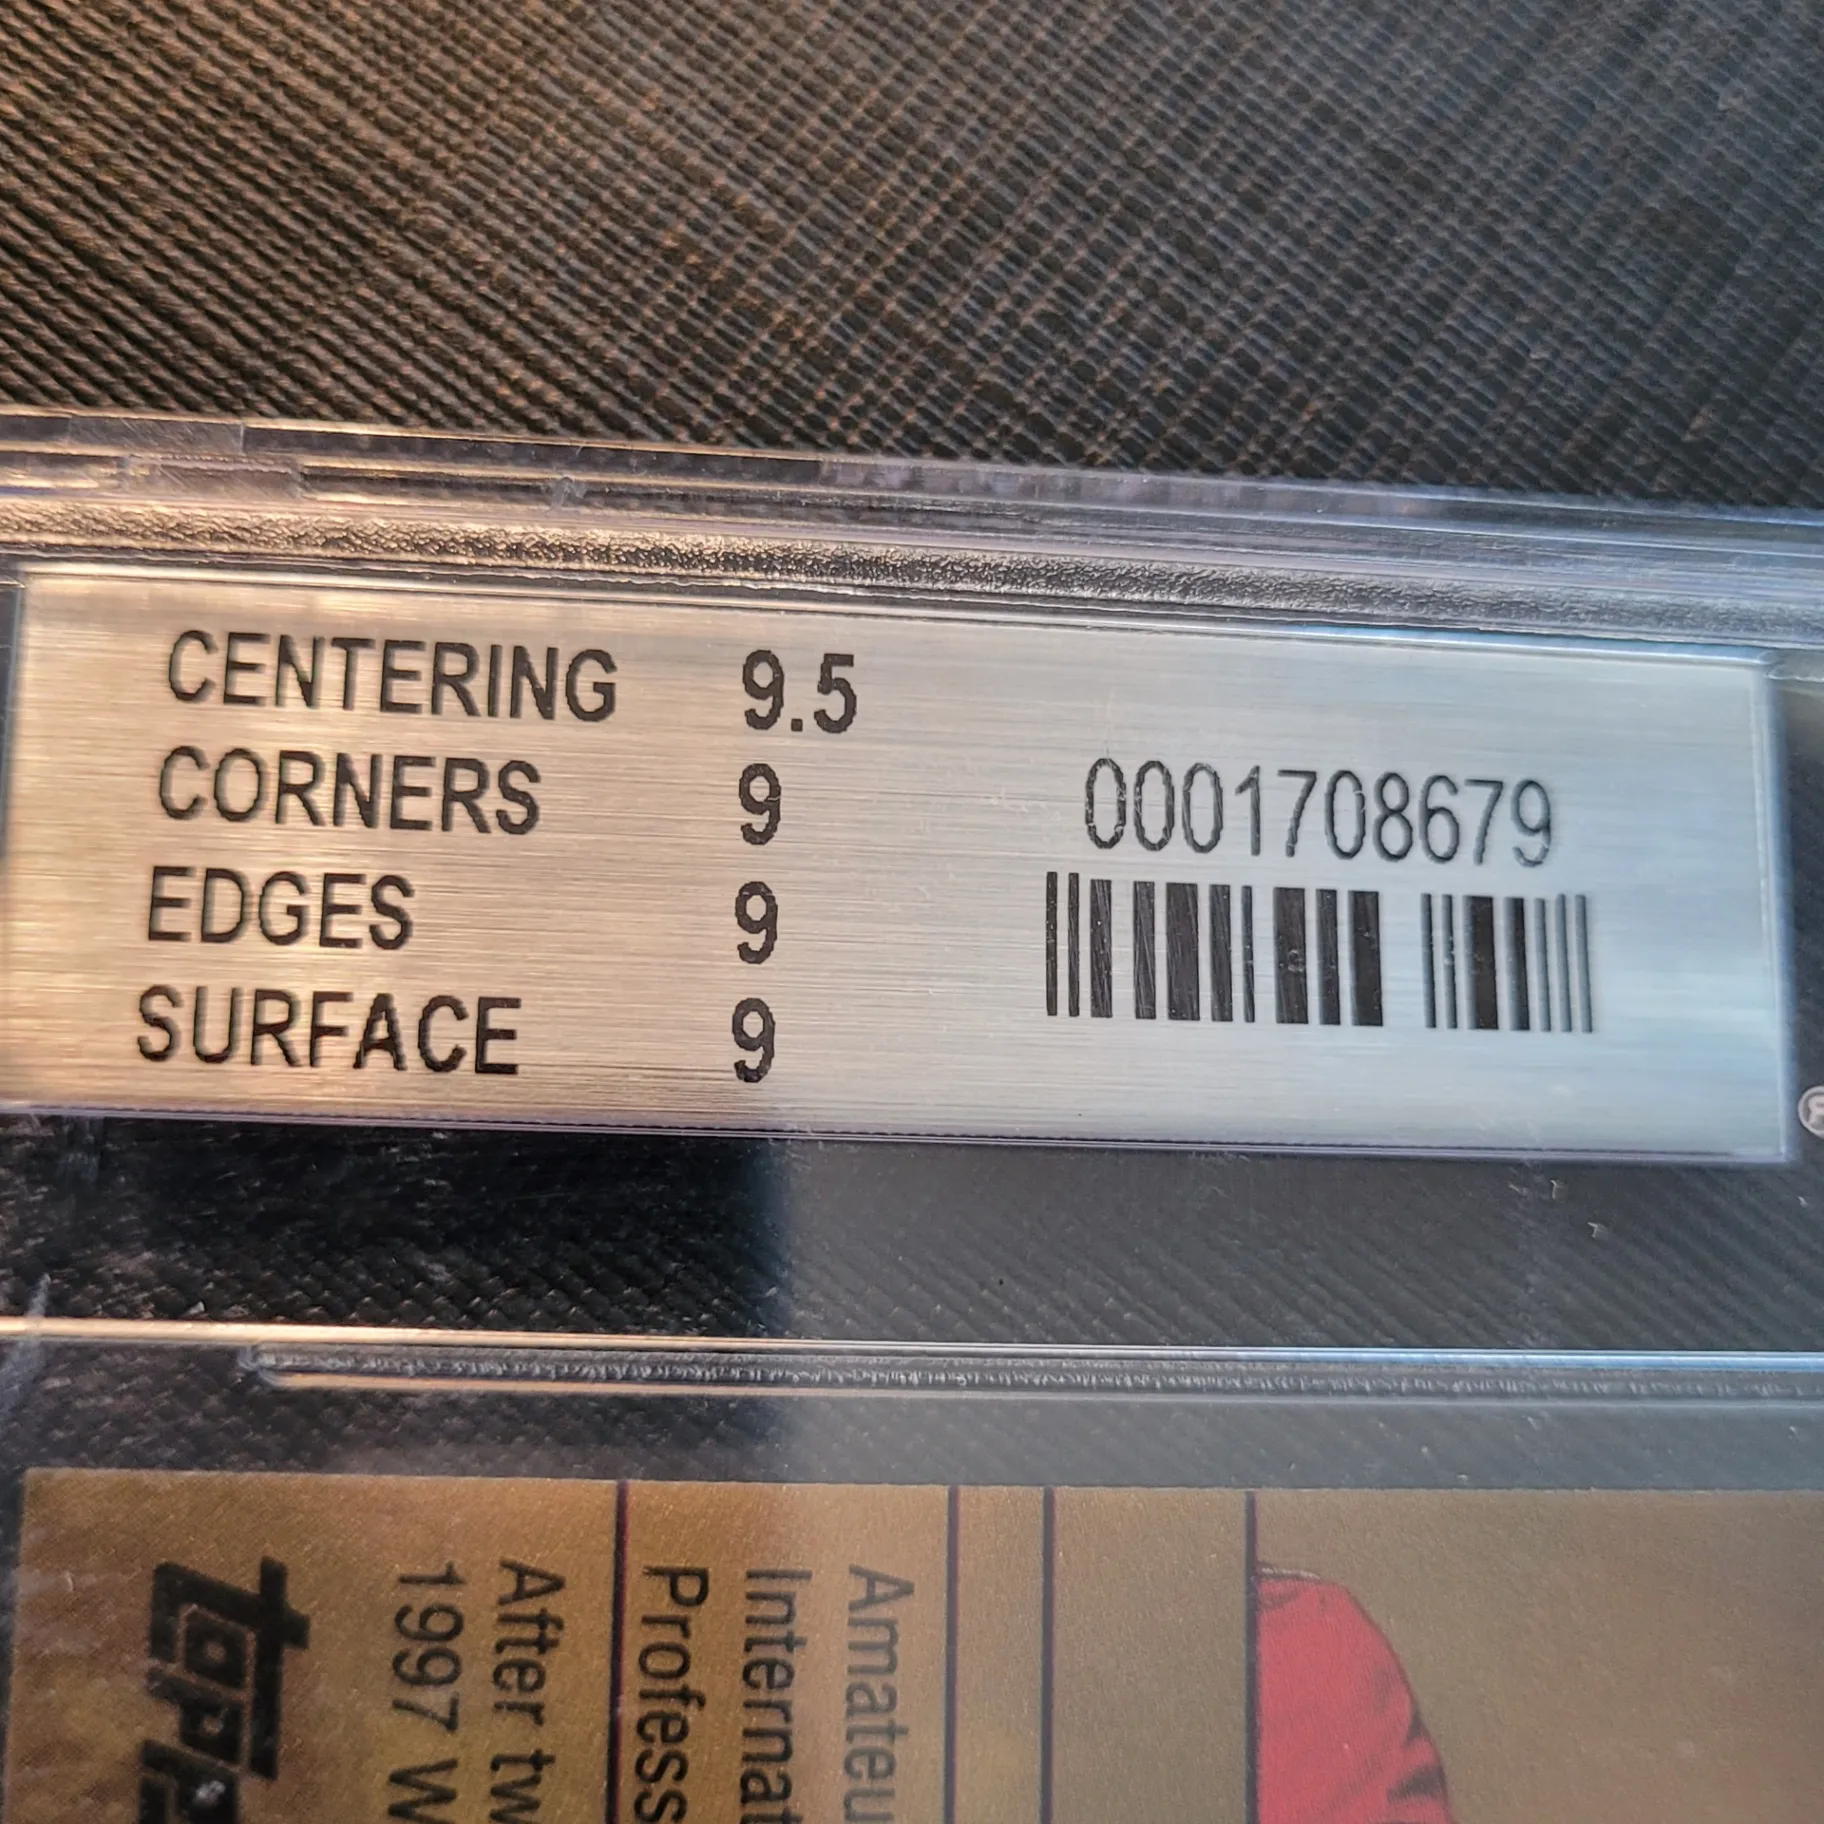 CENTERING 9.5
CORNERS 9
EDGES 9
SURFACE 9
0001708679
®
Amateu
Internat
Profess
After tw
1997 W